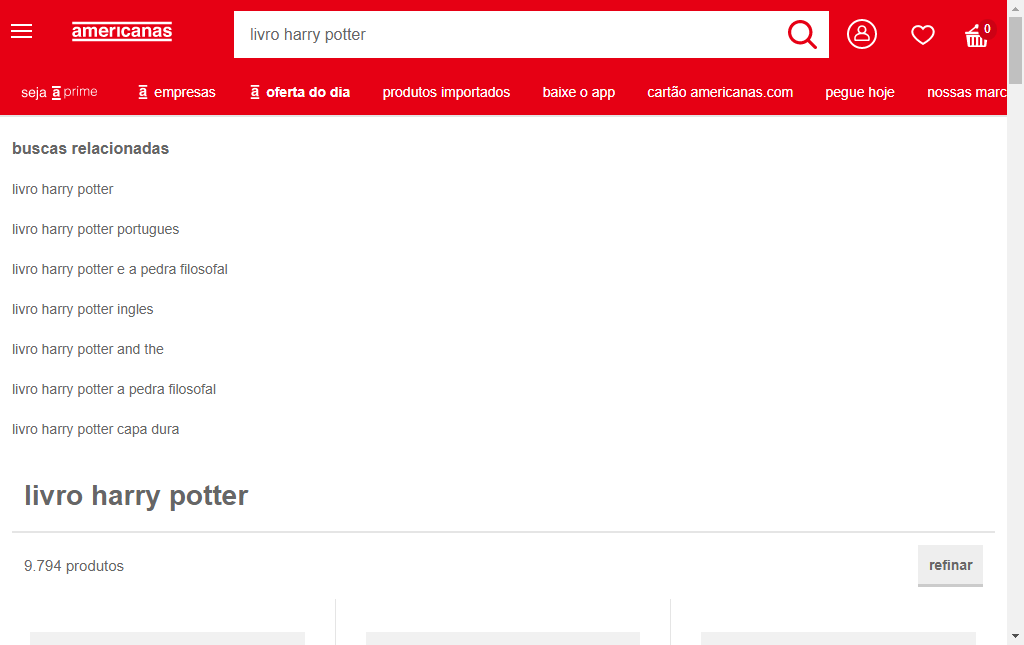 americanas
livro harry potter
0
seja a prime
a empresas
a oferta do dia
produtos importados
baixe o app
cartão americanas.com
pegue hoje
nossas marc
buscas relacionadas
livro harry potter
livro harry potter portugues
livro harry potter e a pedra filosofal
livro harry potter ingles
livro harry potter and the
livro harry potter a pedra filosofal
livro harry potter capa dura
livro harry potter
9.794 produtos
refinar